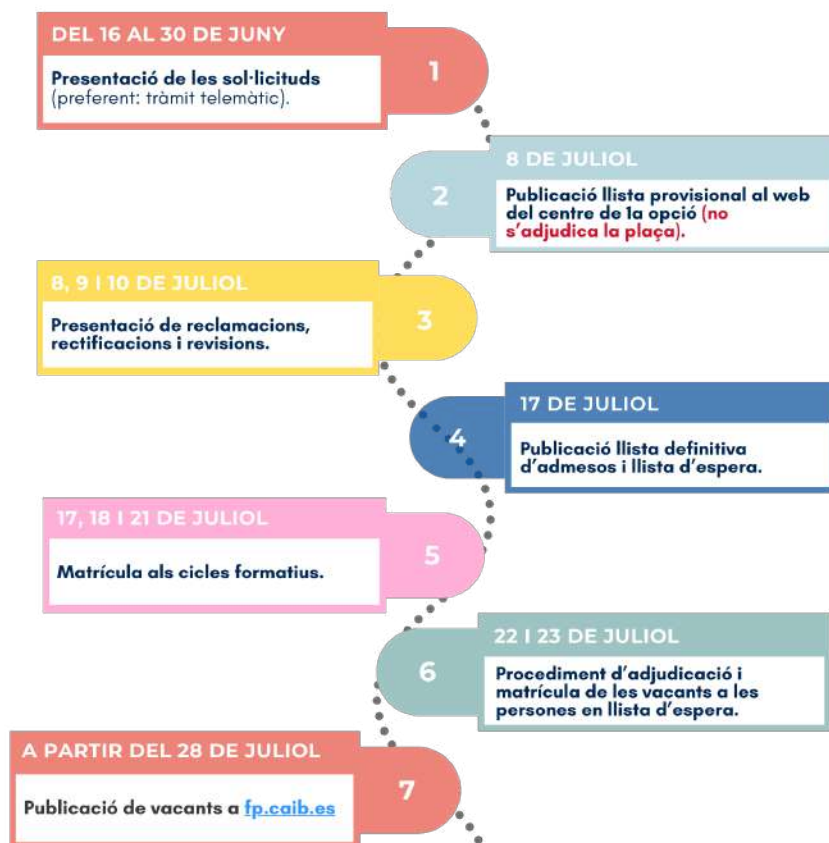 DEL 16 AL 30 DE JUNY
Presentació de les sol·licituds
(preferent: tràmit telemàtic).
1
8 DE JULIOL
Publicació llista provisional al web
del centre de 1a opció (no
s'adjudica la plaça).
2
8, 9 I 10 DE JULIOL
Presentació de reclamacions,
rectificacions i revisions.
3
17 DE JULIOL
Publicació llista definitiva
d'admesos i llista d'espera.
4
17, 18 I 21 DE JULIOL
Matrícula als cicles formatius.
5
22 I 23 DE JULIOL
Procediment d'adjudicació i
matrícula de les vacants a les
persones en llista d'espera.
6
A PARTIR DEL 28 DE JULIOL
Publicació de vacants a fp.caib.es
7